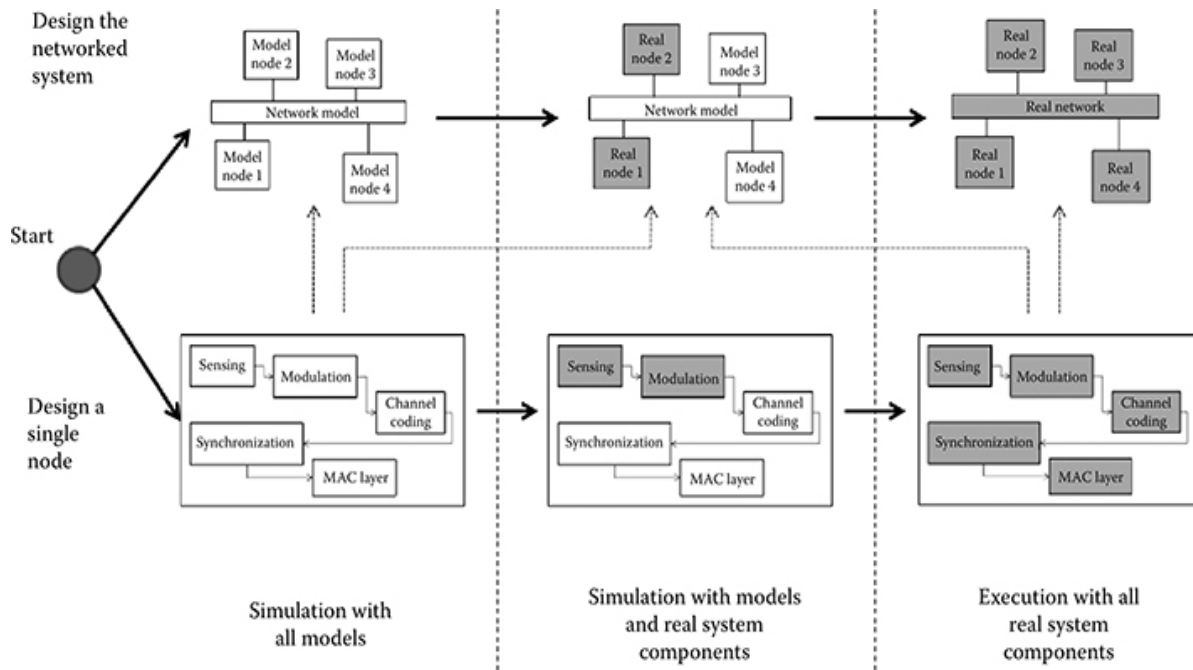 Design the
networked
system
Model
node 2
Model
node 3
Network model
Model
node 1
Model
node 4
Real
node 2
Model
node 3
Network model
Real
node 1
Model
node 4
Real
node 2
Real
node 3
Real network
Real
node 1
Real
node 4
Start
Design a
single
node
Sensing
Modulation
Channel
coding
Synchronization
MAC layer
Sensing
Modulation
Channel
coding
Synchronization
MAC layer
Sensing
Modulation
Channel
coding
Synchronization
MAC layer
Simulation with
all models
Simulation with models
and real system
components
Execution with all
real system
components